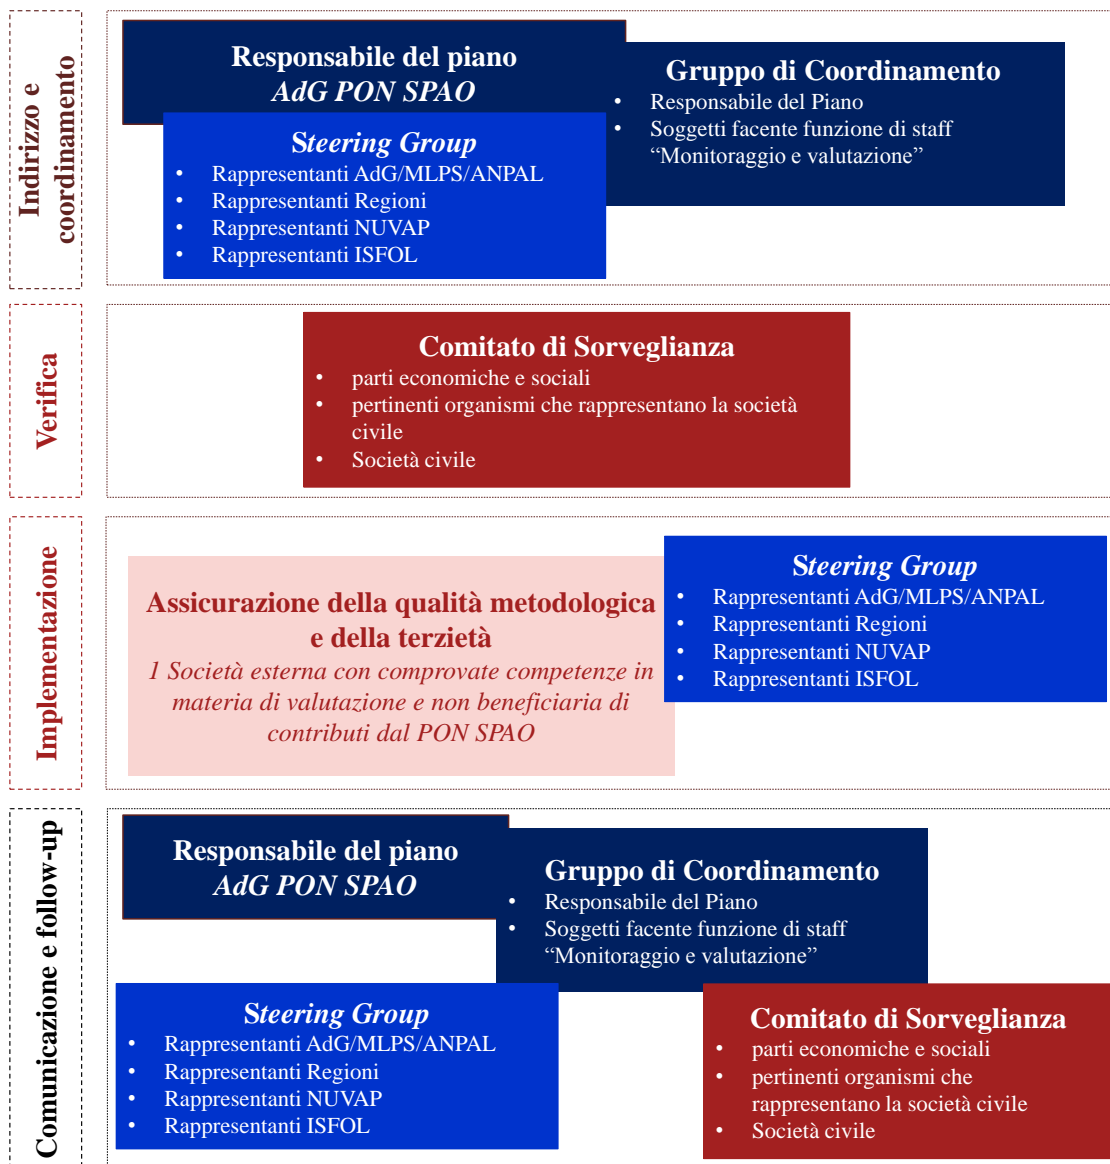 Indirizzo e
coordinamento
Responsabile del piano
AdG PON SPAO
Gruppo di Coordinamento
• Responsabile del Piano
• Soggetti facente funzione di staff
“Monitoraggio e valutazione”
Steering Group
• Rappresentanti AdG/MLPS/ANPAL
• Rappresentanti Regioni
• Rappresentanti NUVAP
• Rappresentanti ISFOL
Verifica
Comitato di Sorveglianza
• parti economiche e sociali
• pertinenti organismi che rappresentano la società
civile
• Società civile
Implementazione
Assicurazione della qualità metodologica
e della terzietà
1 Società esterna con comprovate competenze in
materia di valutazione e non beneficiaria di
contributi dal PON SPAO
Steering Group
• Rappresentanti AdG/MLPS/ANPAL
• Rappresentanti Regioni
• Rappresentanti NUVAP
• Rappresentanti ISFOL
Comunicazione e follow-up
Responsabile del piano
AdG PON SPAO
Gruppo di Coordinamento
• Responsabile del Piano
• Soggetti facente funzione di staff
“Monitoraggio e valutazione”
Steering Group
• Rappresentanti AdG/MLPS/ANPAL
• Rappresentanti Regioni
• Rappresentanti NUVAP
• Rappresentanti ISFOL
Comitato di Sorveglianza
• parti economiche e sociali
• pertinenti organismi che
rappresentano la società civile
• Società civile